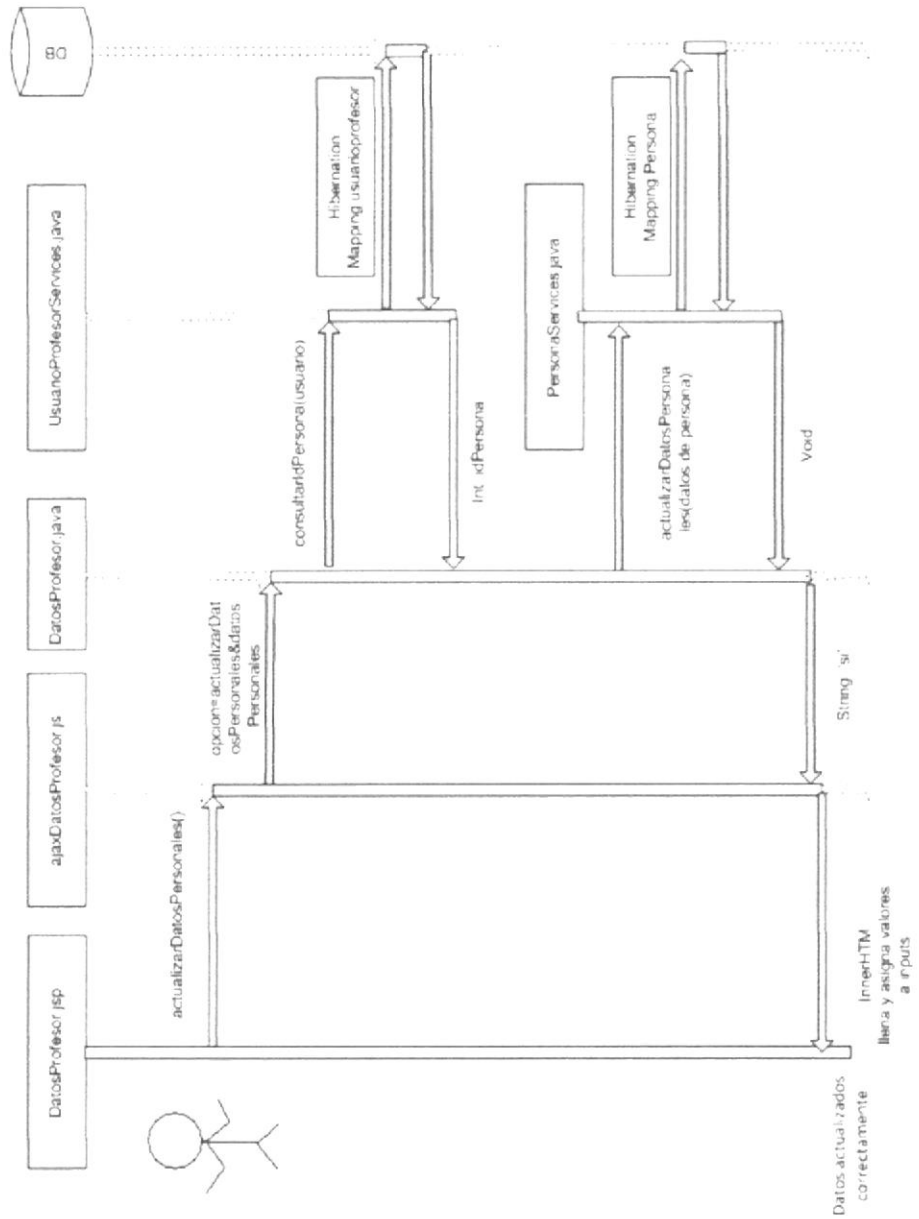 DatosProfesor.jsp
ajaxDatosProfesor.js
DatosProfesor.java
UsuarioProfesorServices.java
BD
actualizarDatosPersonales()
opcion=actualizarDat
osPersonales&datos
Personales
consultarIdPersona(usuario)
Hibernation
Mapping usuarioprofesor
Int idPersona
PersonaServices.java
actualizarDatosPersona
les(datos de persona)
Hibernation
Mapping Persona
Void
String 'si'
InnerHTM
llena y asigna valores
a inputs
Datos actualizados
correctamente